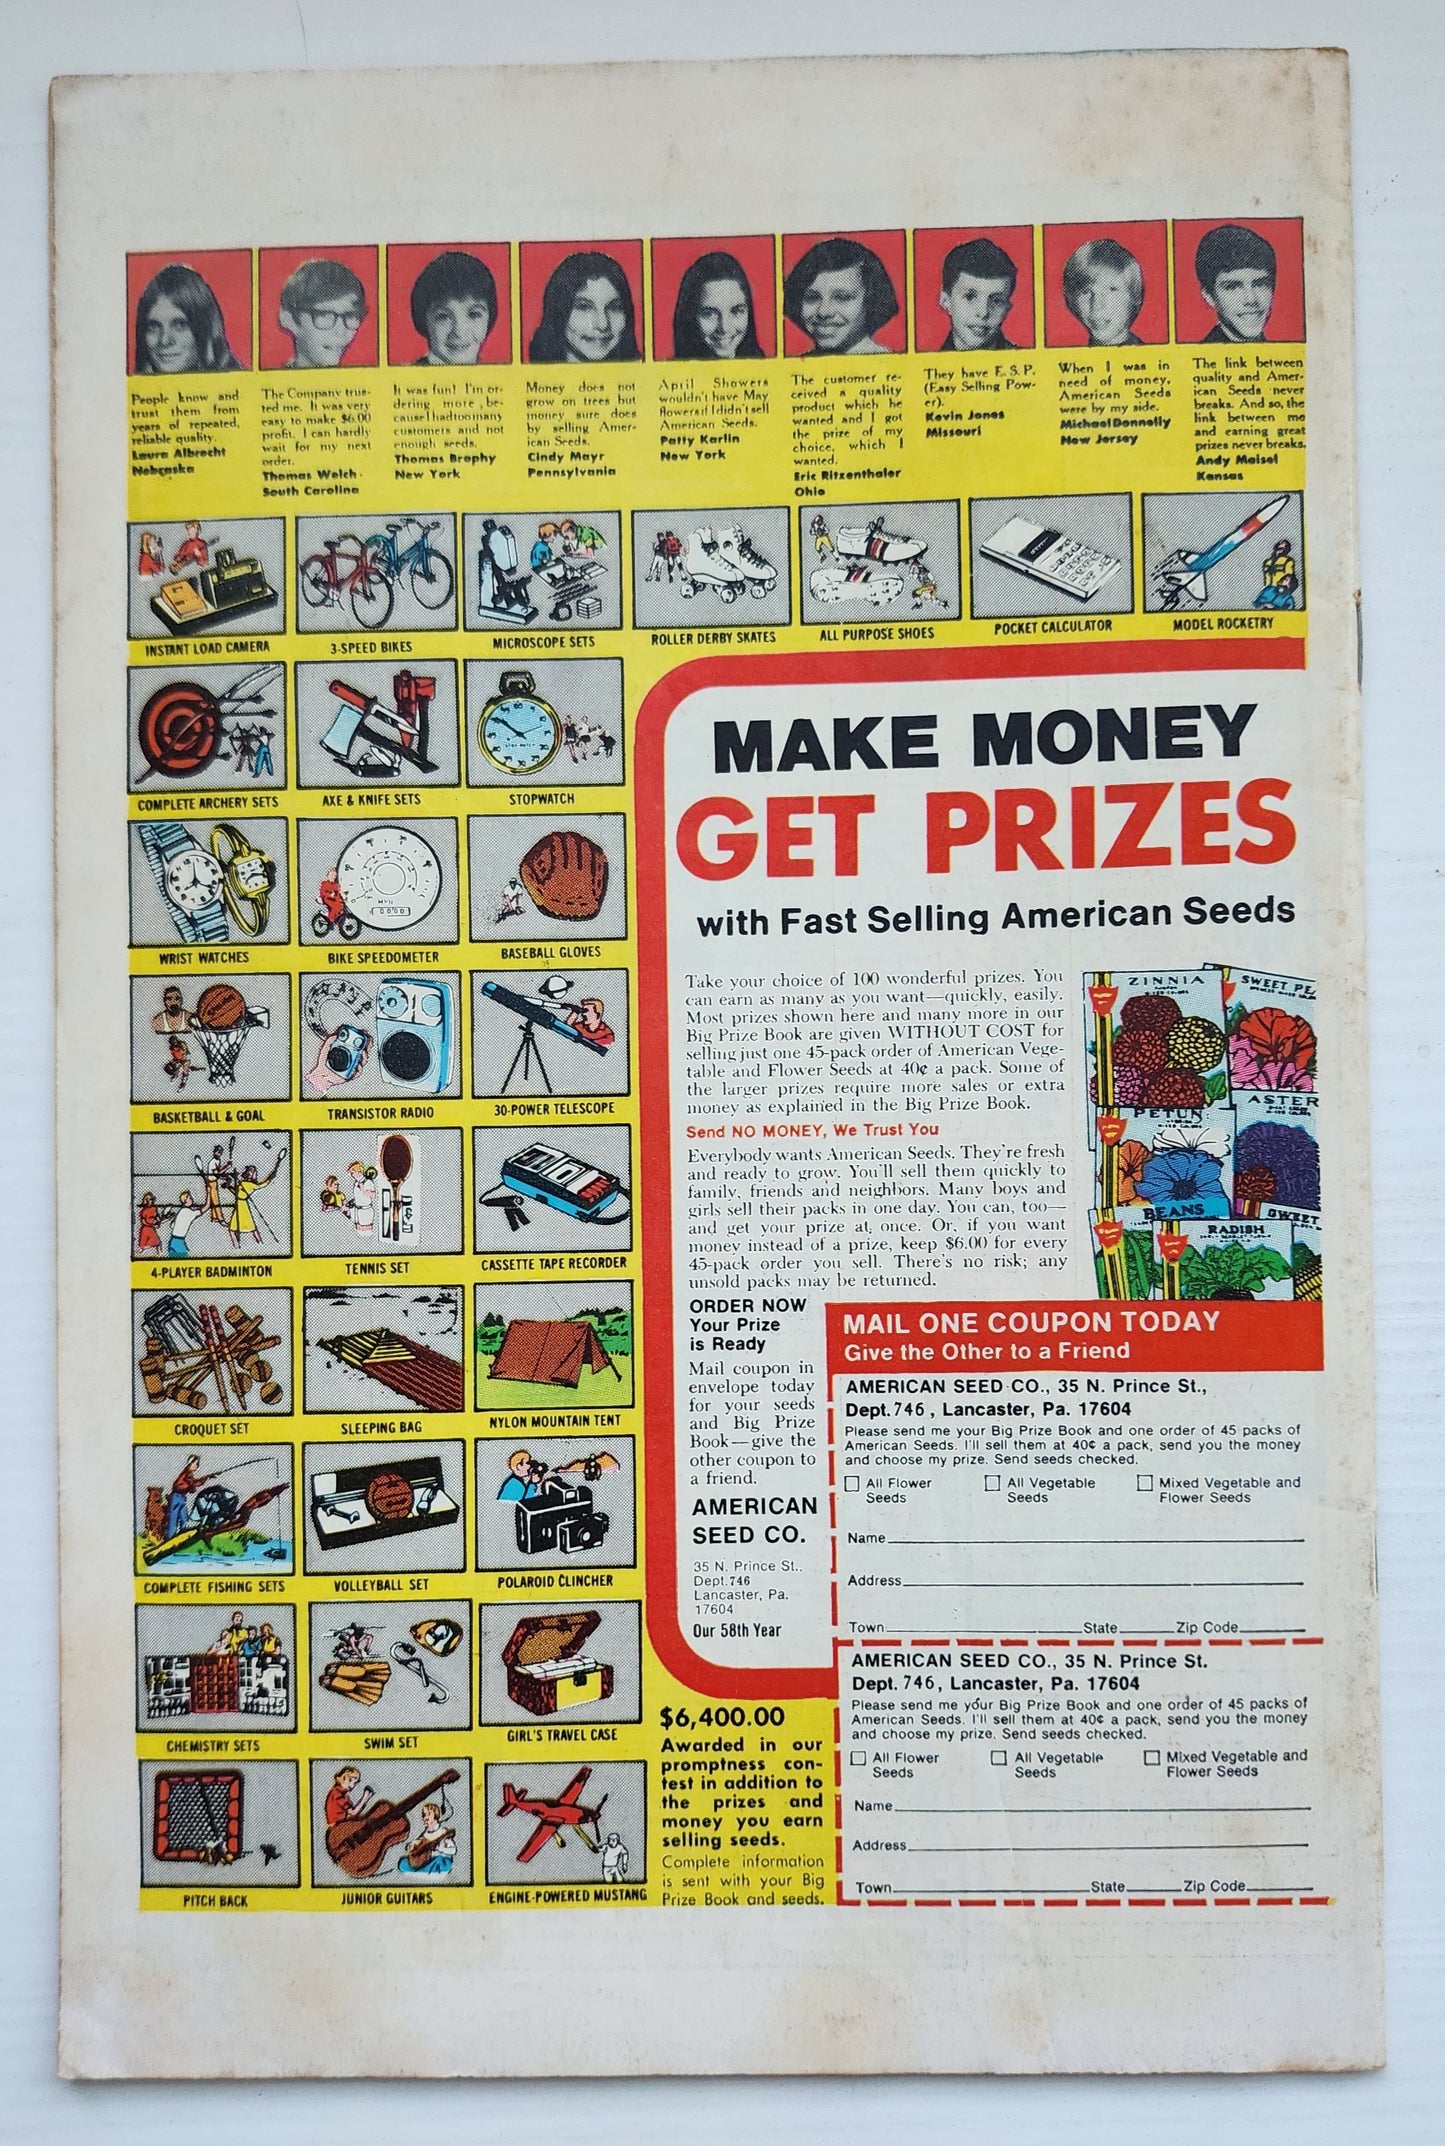 People know and
trust them from
years of repeated,
reliable quality.
Laura Albrecht
Nebraska
The Company trus-
ted me. It was very
easy to make $6.00
profit. I can hardly
wait for my next
order.
Thomas Welch
South Carolina
It was fun! I'm or-
dering more, be-
cause I had too many
customers and not
enough seeds.
Thomas Brophy
New York
Money does not
grow on trees but
money sure does
by selling Amer-
ican Seeds.
Cindy Mayr
Pennsylvania
April Showers
wouldn't have May
flowers if I didn't sell
American Seeds.
Patty Karlin
New York
The customer re-
ceived a quality
product which he
wanted and I got
the prize of my
choice, which I
wanted.
Eric Ritzenthaler
Ohio
They have E. S. P.
(Easy Selling Pow-
er).
Kevin Jones
Missouri
When I was in
need of money,
American Seeds
were by my side.
Michael Donnelly
New Jersey
The link between
quality and Amer-
ican Seeds never
breaks. And so, the
link between me
and earning great
prizes never breaks.
Andy Maisel
Kansas
INSTANT LOAD CAMERA
3-SPEED BIKES
MICROSCOPE SETS
ROLLER DERBY SKATES
ALL PURPOSE SHOES
POCKET CALCULATOR
MODEL ROCKETRY
COMPLETE ARCHERY SETS
AXE & KNIFE SETS
STOPWATCH
WRIST WATCHES
BIKE SPEEDOMETER
BASEBALL GLOVES
BASKETBALL & GOAL
TRANSISTOR RADIO
30-POWER TELESCOPE
4-PLAYER BADMINTON
TENNIS SET
CASSETTE TAPE RECORDER
CROQUET SET
SLEEPING BAG
NYLON MOUNTAIN TENT
COMPLETE FISHING SETS
VOLLEYBALL SET
POLAROID CLINCHER
CHEMISTRY SETS
SWIM SET
GIRL'S TRAVEL CASE
PITCH BACK
JUNIOR GUITARS
ENGINE-POWERED MUSTANG
MAKE MONEY
GET PRIZES
with Fast Selling American Seeds
Take your choice of 100 wonderful prizes. You
can earn as many as you want—quickly, easily.
Most prizes shown here and many more in our
Big Prize Book are given WITHOUT COST for
selling just one 45-pack order of American Vege-
table and Flower Seeds at 40¢ a pack. Some of
the larger prizes require more sales or extra
money as explained in the Big Prize Book.
Send NO MONEY, We Trust You
Everybody wants American Seeds. They're fresh
and ready to grow. You'll sell them quickly to
family, friends and neighbors. Many boys and
girls sell their packs in one day. You can, too—
and get your prize at once. Or, if you want
money instead of a prize, keep $6.00 for every
45-pack order you sell. There's no risk; any
unsold packs may be returned.
ZINNIA
SWEET PE
PETUN
ASTER
BEANS
RADISH
SWEET
ORDER NOW
Your Prize
is Ready
Mail coupon in
envelope today
for your seeds
and Big Prize
Book—give the
other coupon to
a friend.
AMERICAN
SEED CO.
35 N. Prince St..
Dept.746
Lancaster, Pa.
17604
Our 58th Year
$6,400.00
Awarded in our
promptness con-
test in addition to
the prizes and
money you earn
selling seeds.
Complete information
is sent with your Big
Prize Book and seeds.
MAIL ONE COUPON TODAY
Give the Other to a Friend
AMERICAN SEED CO., 35 N. Prince St.,
Dept.746, Lancaster, Pa. 17604
Please send me your Big Prize Book and one order of 45 packs of
American Seeds. I'll sell them at 40¢ a pack, send you the money
and choose my prize. Send seeds checked.
All Flower
Seeds
All Vegetable
Seeds
Mixed Vegetable and
Flower Seeds
Name
Address
Town State Zip Code
AMERICAN SEED CO., 35 N. Prince St.
Dept. 746, Lancaster, Pa. 17604
Please send me your Big Prize Book and one order of 45 packs of
American Seeds. I'll sell them at 40¢ a pack, send you the money
and choose my prize. Send seeds checked.
All Flower
Seeds
All Vegetable
Seeds
Mixed Vegetable and
Flower Seeds
Name
Address
Town State Zip Code